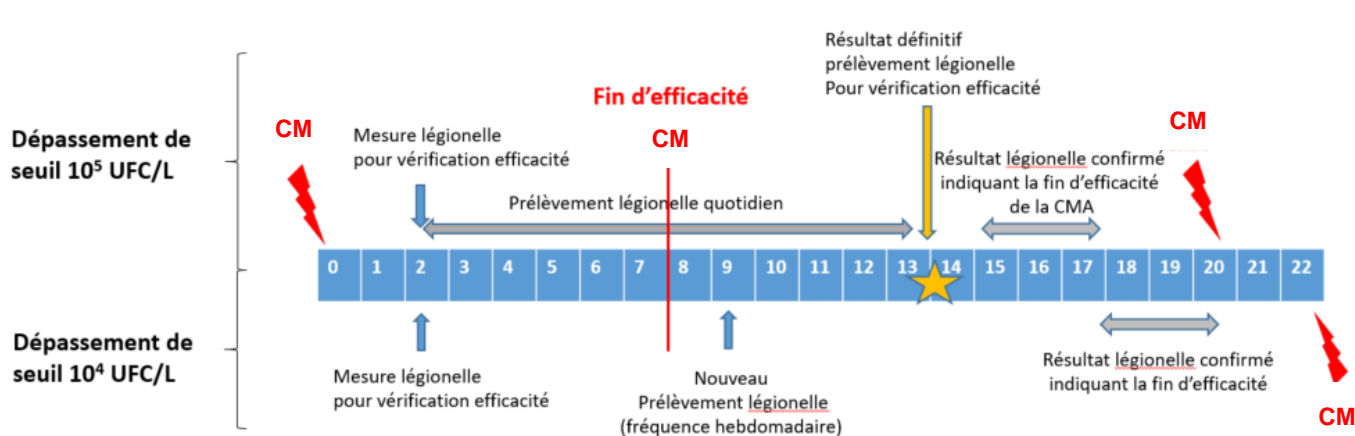 Résultat définitif
prélèvement légionelle
Pour vérification efficacité
Fin d'efficacité
CM
CM
CM
Dépassement de
seuil 10⁵ UFC/L
Mesure légionelle
pour vérification efficacité
Résultat légionelle confirmé
indiquant la fin d'efficacité
de la CMA
Prélèvement légionelle quotidien
0 1 2 3 4 5 6 7 8 9 10 11 12 13 14 15 16 17 18 19 20 21 22
Dépassement de
seuil 10⁴ UFC/L
Mesure légionelle
pour vérification efficacité
Nouveau
Prélèvement légionelle
(fréquence hebdomadaire)
Résultat légionelle confirmé
indiquant la fin d'efficacité
CM